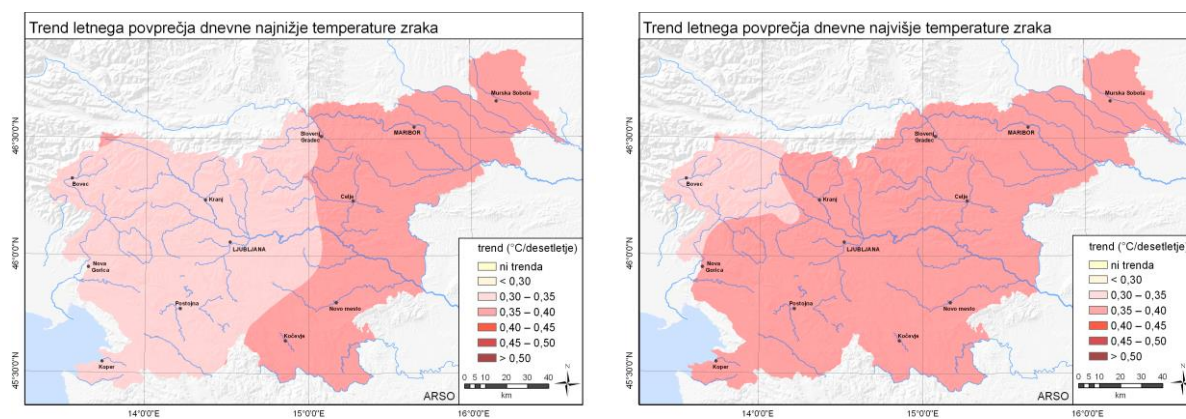 Trend letnega povprečja dnevne najnižje temperature zraka
Murska Sobota
Slovenj
Gradec
MARIBOR
Bovec
Kranj
Celje
LJUBLJANA
Nova
Gorica
Postojna
Novo mesto
Kočevje
Koper
46°30'0"N
46°0'0"N
45°30'0"N
trend (°C/desetletje)
ni trenda
< 0,30
0,30 – 0,35
0,35 – 0,40
0,40 – 0,45
0,45 – 0,50
> 0,50
0 5 10 20 30 40
km
N
ARSO
14°0'0"E
15°0'0"E
16°0'0"E
Trend letnega povprečja dnevne najvišje temperature zraka
Murska Sobota
Slovenj
Gradec
MARIBOR
Bovec
Kranj
Celje
LJUBLJANA
Nova
Gorica
Postojna
Novo mesto
Kočevje
Koper
46°30'0"N
46°0'0"N
45°30'0"N
trend (°C/desetletje)
ni trenda
< 0,30
0,30 – 0,35
0,35 – 0,40
0,40 – 0,45
0,45 – 0,50
> 0,50
0 5 10 20 30 40
km
N
ARSO
14°0'0"E
15°0'0"E
16°0'0"E